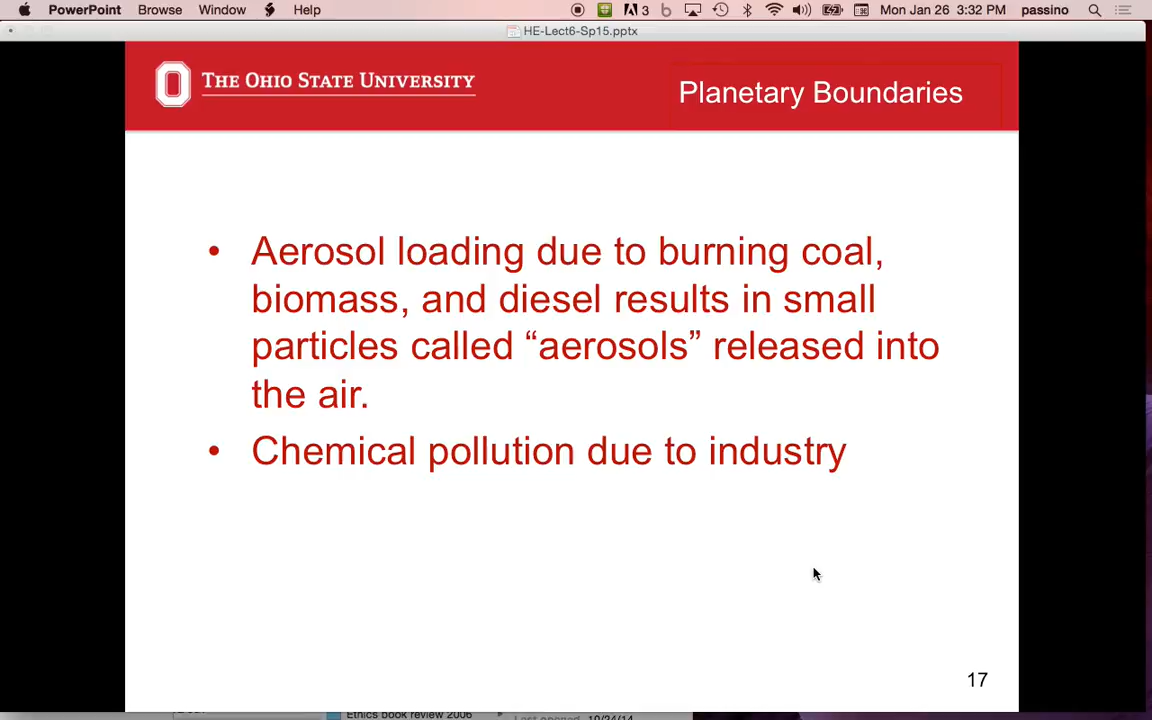 PowerPoint Browse Window Help 3 Mon Jan 26 3:32 PM passino
HE-Lect6-Sp15.pptx
THE OHIO STATE UNIVERSITY
Planetary Boundaries
• Aerosol loading due to burning coal,
biomass, and diesel results in small
particles called “aerosols” released into
the air.
• Chemical pollution due to industry
17
Ethics book review 2006
Last opened 10/24/14